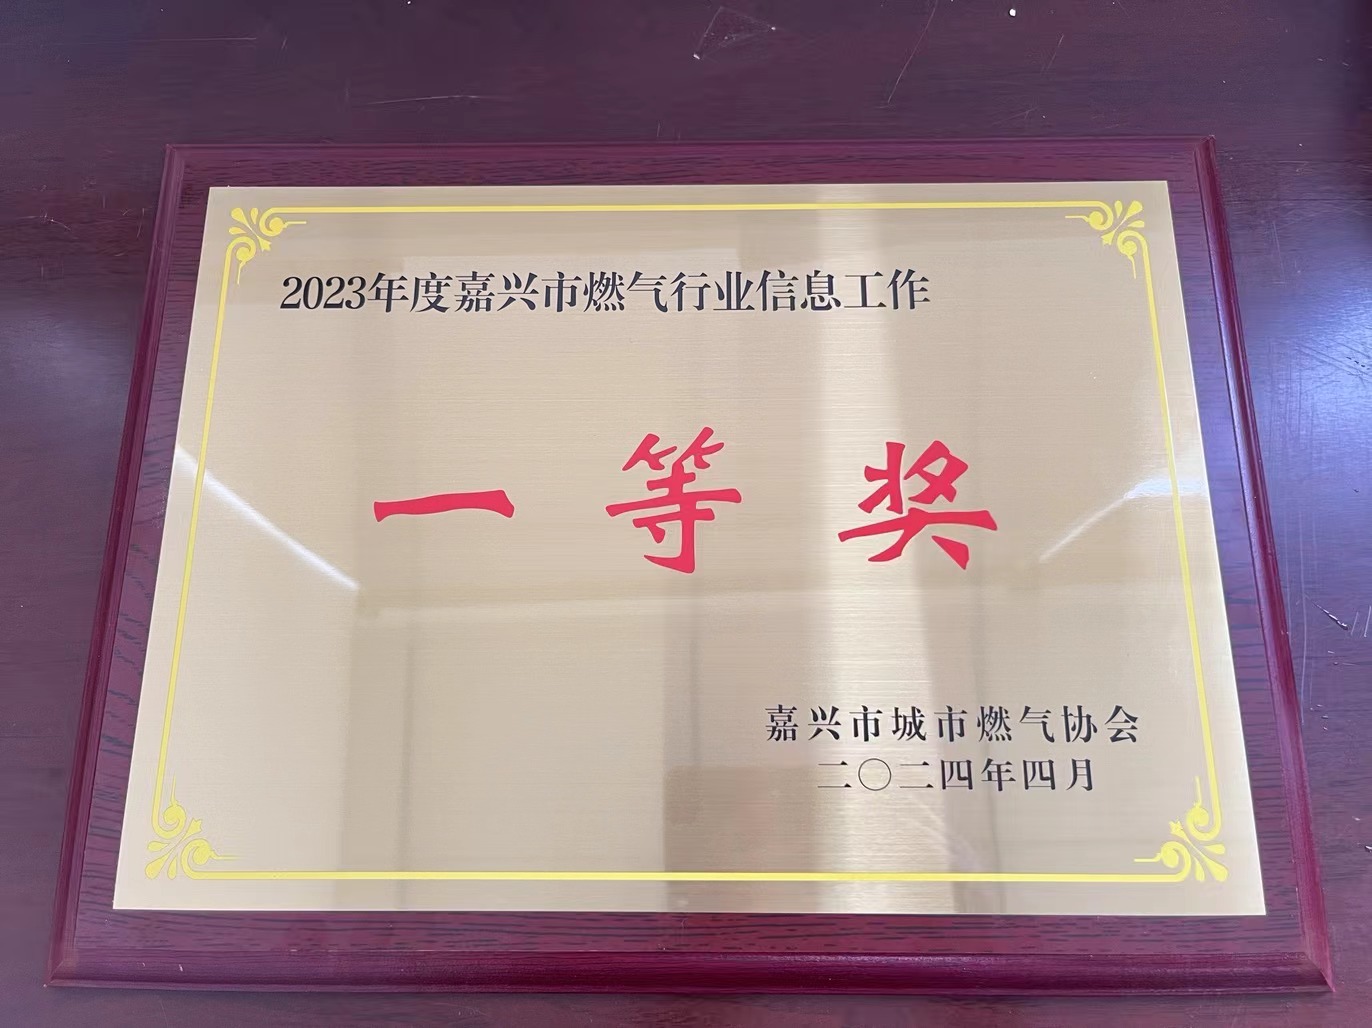 2023年度嘉兴市燃气行业信息工作
一等奖
嘉兴市城市燃气协会
二〇二四年四月